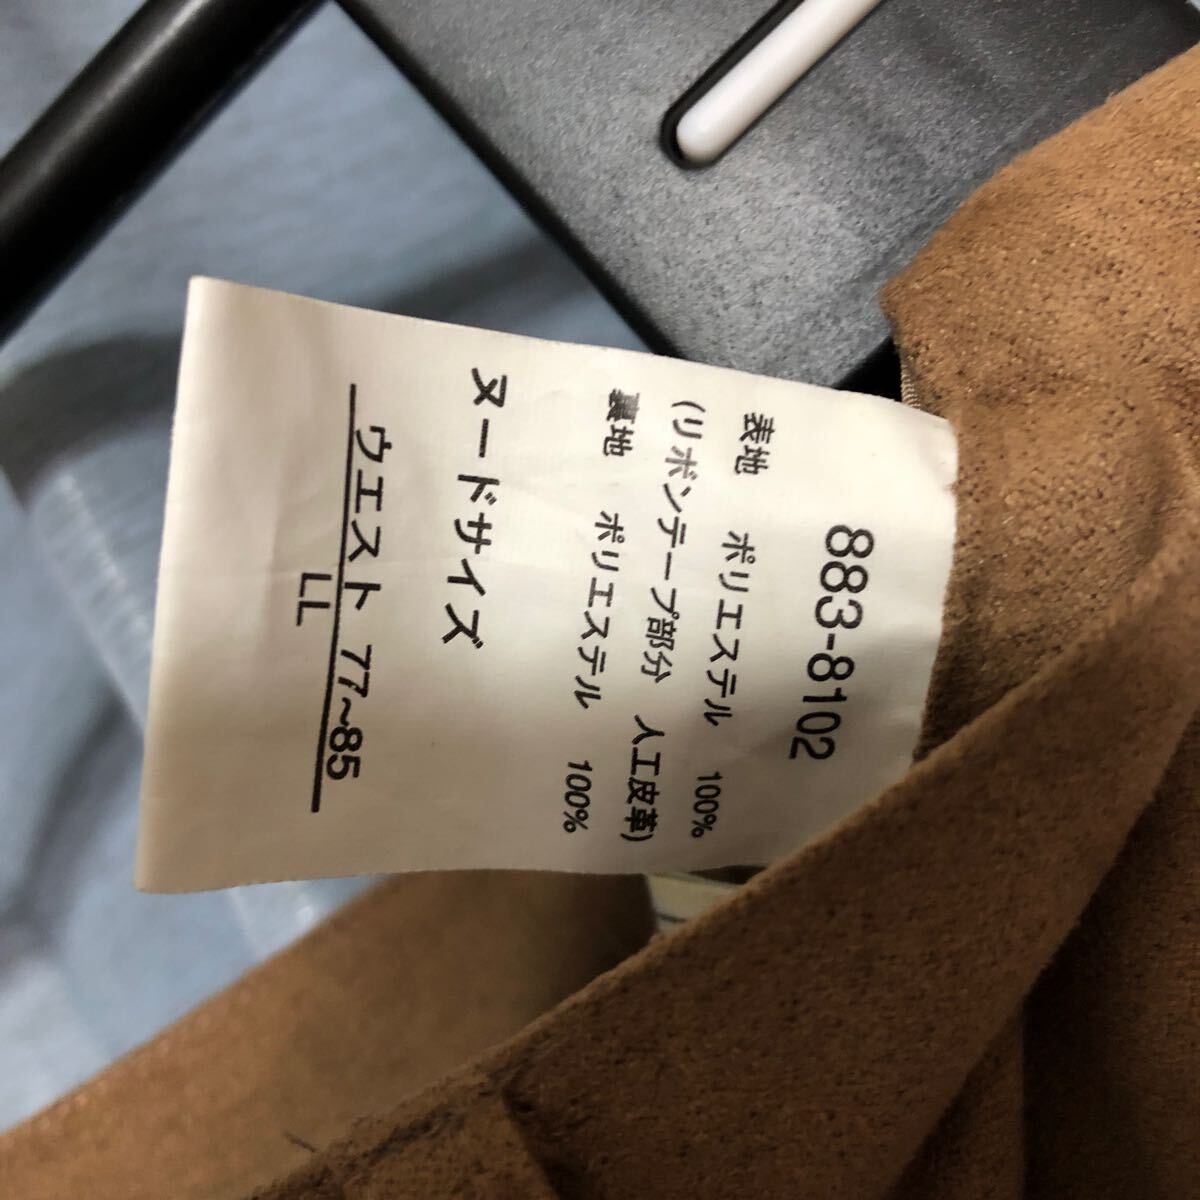 883-8102
表地 ポリエステル 100%
(リボンテープ部分 人工皮革)
裏地 ポリエステル 100%
ヌードサイズ
ウエスト 77~85
LL